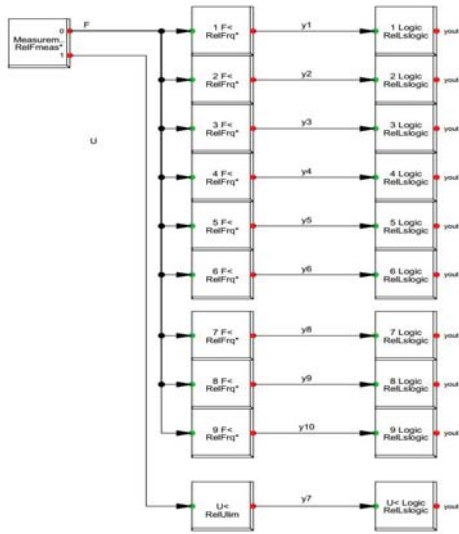 F
0
Measurem..
RelFmeas*
1
U
1 F<
RelFrq*
y1
1 Logic
RelLslogic
yout
2 F<
RelFrq*
y2
2 Logic
RelLslogic
yout
3 F<
RelFrq*
y3
3 Logic
RelLslogic
yout
4 F<
RelFrq*
y4
4 Logic
RelLslogic
yout
5 F<
RelFrq*
y5
5 Logic
RelLslogic
yout
6 F<
RelFrq*
y6
6 Logic
RelLslogic
yout
7 F<
RelFrq*
y8
7 Logic
RelLslogic
yout
8 F<
RelFrq*
y9
8 Logic
RelLslogic
yout
9 F<
RelFrq*
y10
9 Logic
RelLslogic
yout
U<
RelUlim
y7
U< Logic
RelLslogic
yout